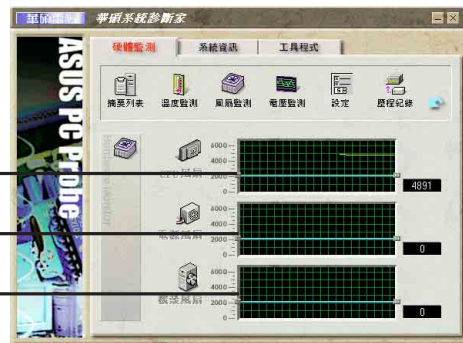 華碩電腦
華碩系統診斷家
硬體監測
系統資訊
工具程式
摘要列表
溫度監測
風扇監測
電壓監測
設定
歷程紀錄
ASUS PC Probe
Hardware Monitor
6000
4000
2000
0
CPU風扇
4891
6000
4000
2000
0
電源風扇
0
6000
4000
2000
0
機殼風扇
0